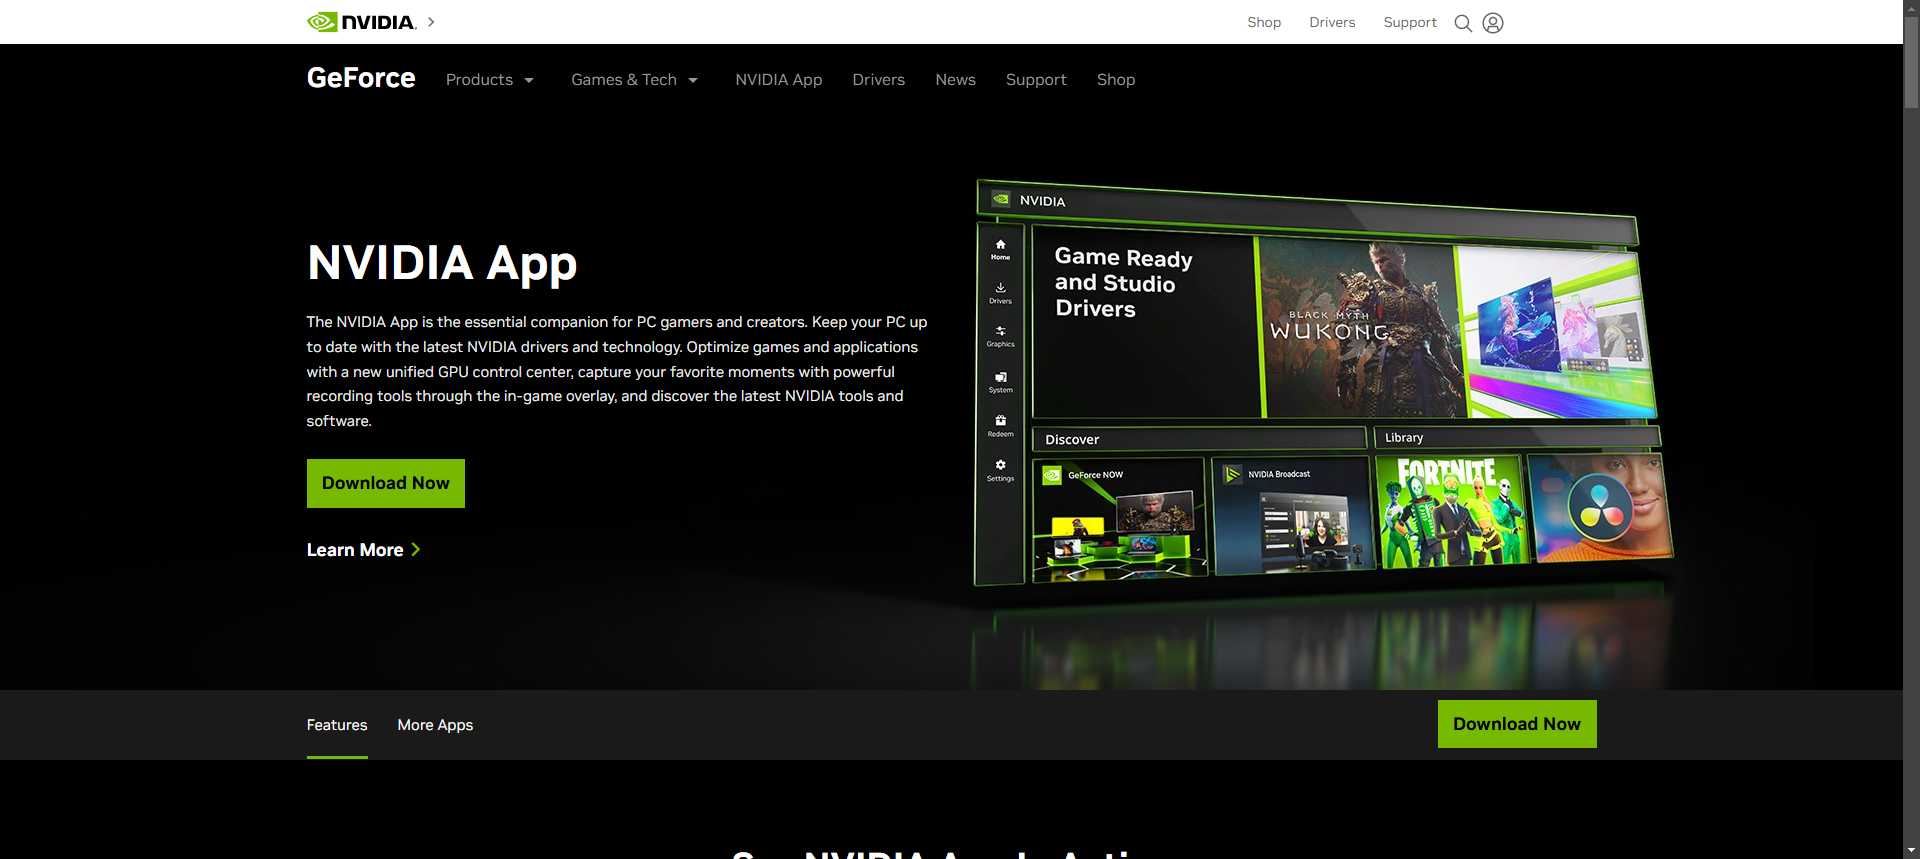 NVIDIA
Shop
Drivers
Support
GeForce
Products
Games & Tech
NVIDIA App
Drivers
News
Support
Shop
NVIDIA App
The NVIDIA App is the essential companion for PC gamers and creators. Keep your PC up
to date with the latest NVIDIA drivers and technology. Optimize games and applications
with a new unified GPU control center, capture your favorite moments with powerful
recording tools through the in-game overlay, and discover the latest NVIDIA tools and
software.
Download Now
Learn More
NVIDIA
Home
Drivers
Graphics
System
Redeem
Settings
Game Ready
and Studio
Drivers
BLACK MYTH
WUKONG
Discover
Library
GeForce NOW
NVIDIA Broadcast
FORTNITE
Features
More Apps
Download Now